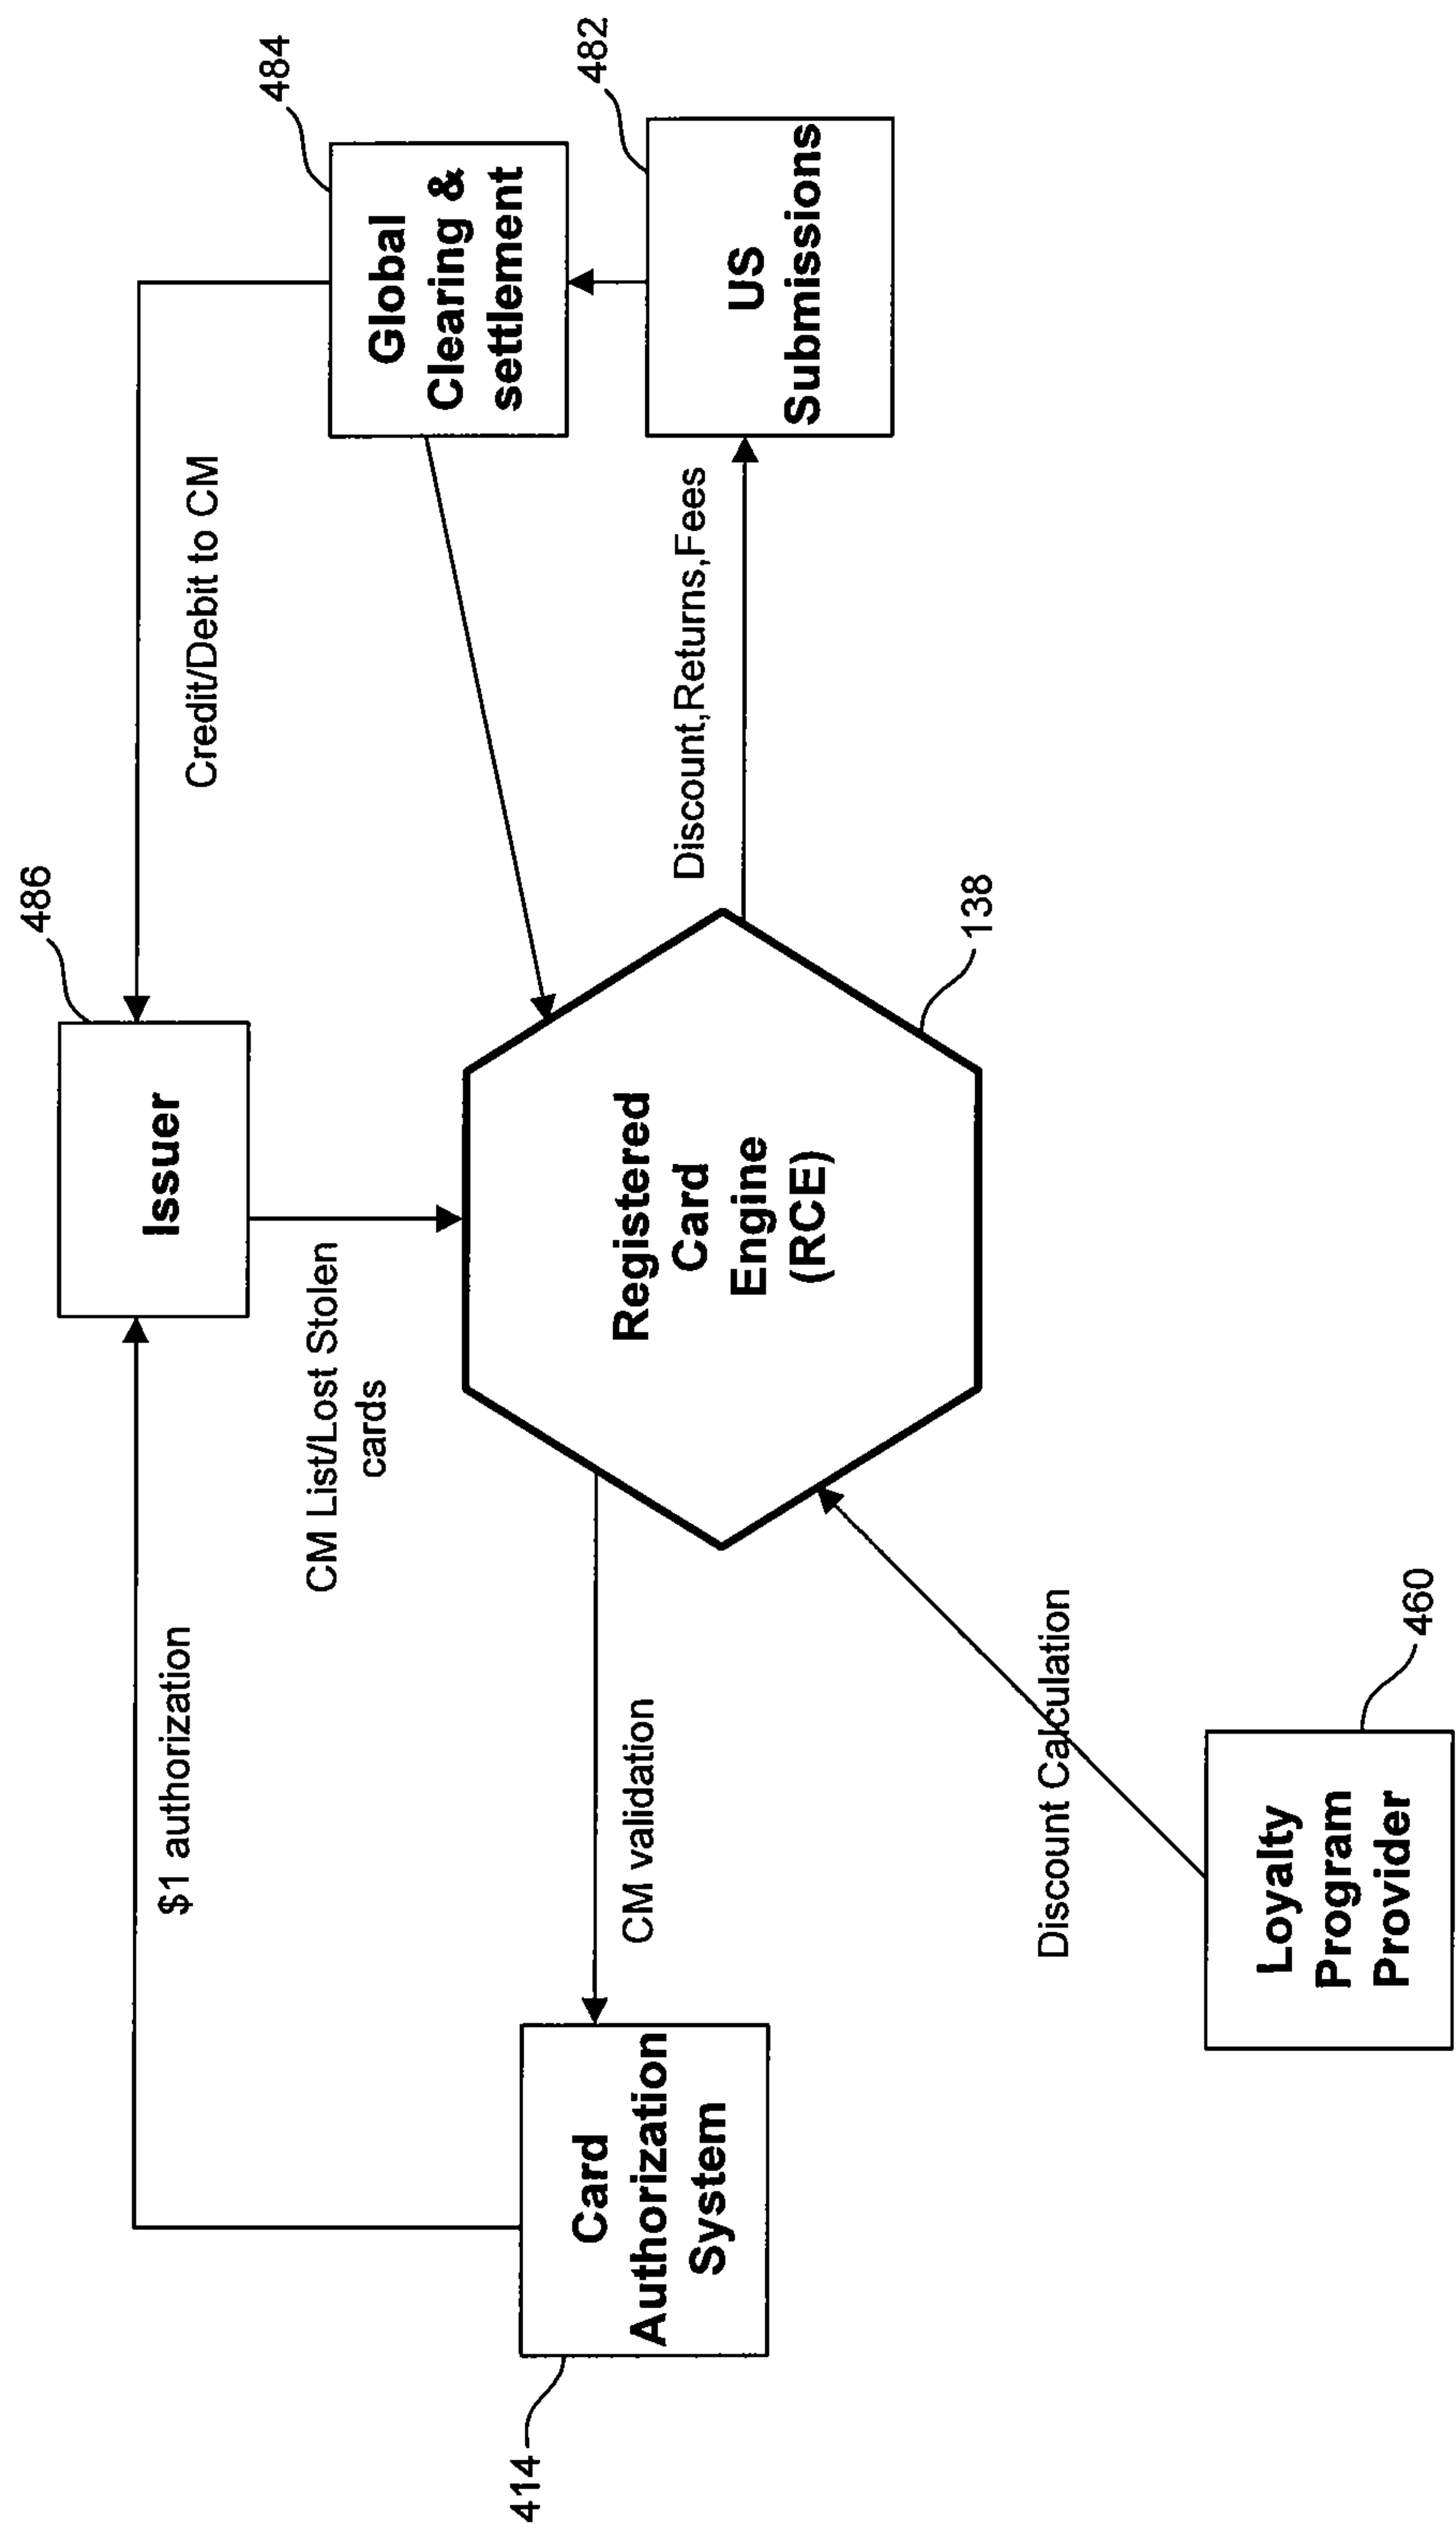 486
Issuer
484
Global
Clearing &
settlement
482
US
Submissions
Credit/Debit to CM
$1 authorization
CM List/Lost Stolen
cards
Discount,Returns,Fees
Registered
Card
Engine
(RCE)
138
CM validation
414
Card
Authorization
System
Discount Calculation
460
Loyalty
Program
Provider